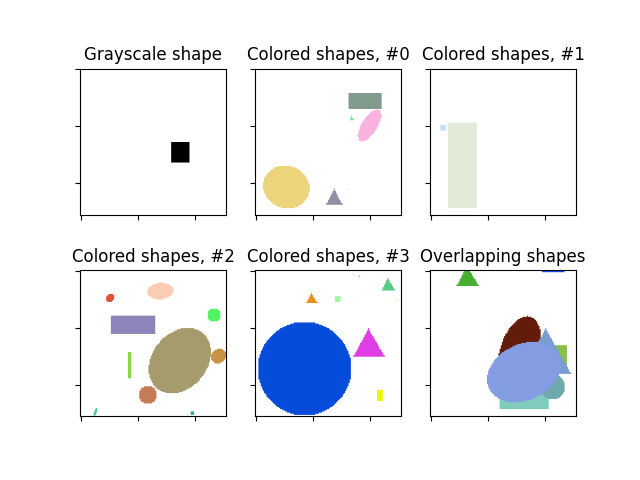 Grayscale shape
Colored shapes, #0
Colored shapes, #1
Colored shapes, #2
Colored shapes, #3
Overlapping shapes